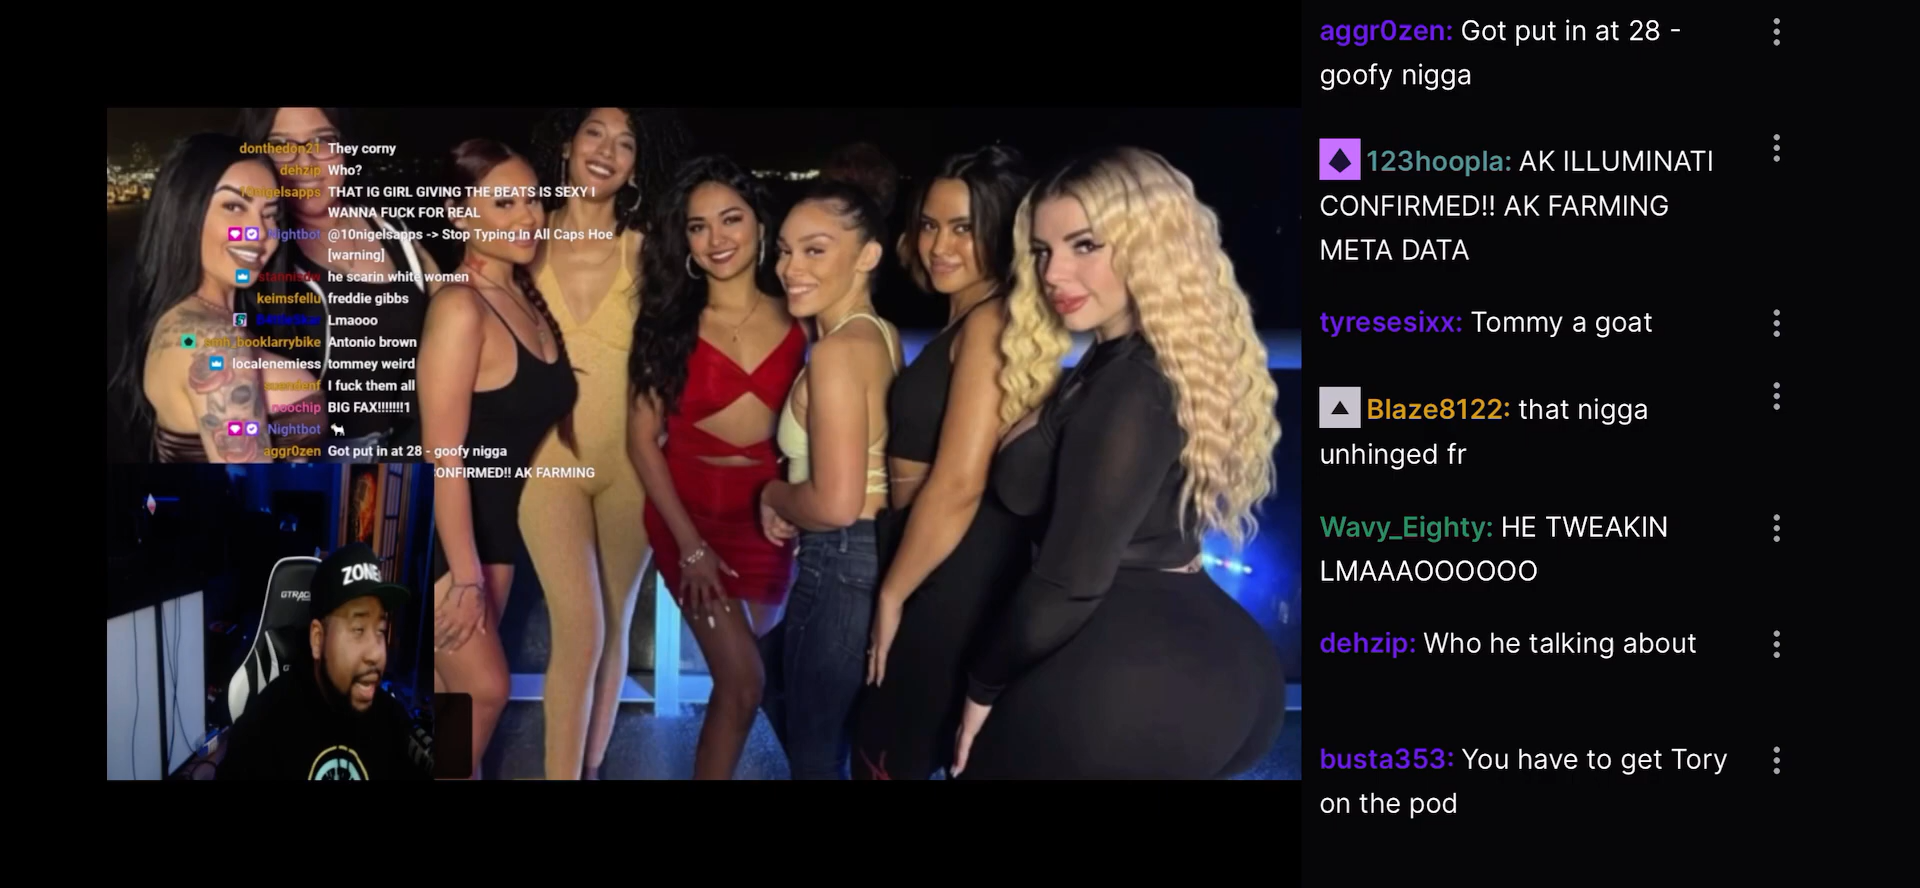 donthedon21 They corny
dehzip Who?
10nigelsapps THAT IG GIRL GIVING THE BEATS IS SEXY I
WANNA FUCK FOR REAL
Nightbot @10nigelsapps -> Stop Typing In All Caps Hoe
[warning]
he scarin white women
keimsfellu freddie gibbs
Lmaooo
booklarrybike Antonio brown
localenemiess tommey weird
I fuck them all
BIG FAX!!!!!!!1
Nightbot
aggr0zen Got put in at 28 - goofy nigga
ONFIRMED!! AK FARMING
ZONE
GTRAC
aggr0zen: Got put in at 28 -
goofy nigga
123hoopla: AK ILLUMINATI
CONFIRMED!! AK FARMING
META DATA
tyresesixx: Tommy a goat
Blaze8122: that nigga
unhinged fr
Wavy_Eighty: HE TWEAKIN
LMAAAOOOOOO
dehzip: Who he talking about
busta353: You have to get Tory
on the pod